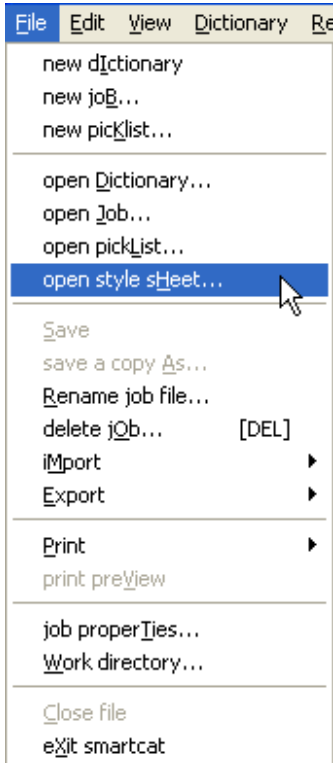 File Edit View Dictionary Re
new dIctionary
new joB...
new picKlist...
open Dictionary...
open Job...
open pickList...
open style sHeet...
Save
save a copy As...
Rename job file...
delete jOb... [DEL]
iMport
Export
Print
print preView
job properTies...
Work directory...
Close file
eXit smartcat